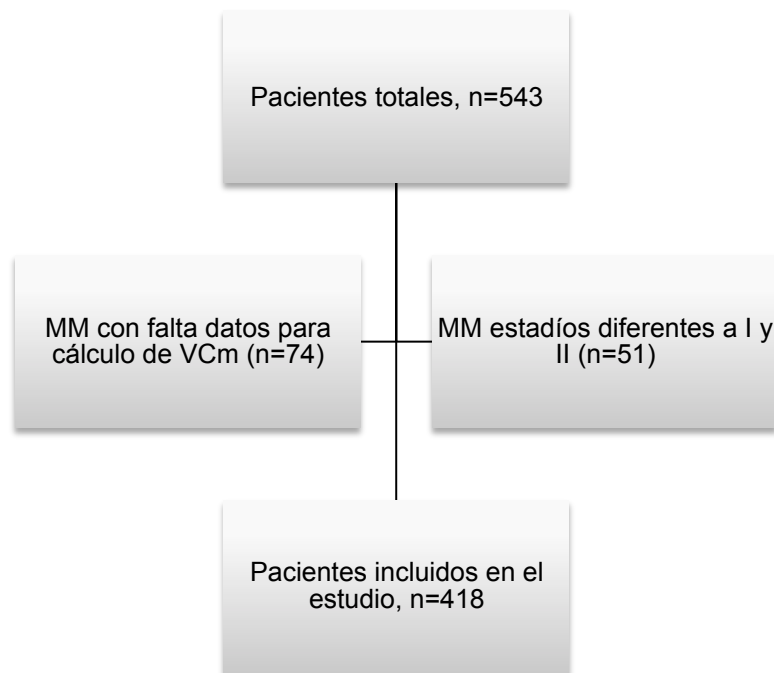 Pacientes totales, n=543
MM con falta datos para
cálculo de VCm (n=74)
MM estadíos diferentes a I y
II (n=51)
Pacientes incluidos en el
estudio, n=418